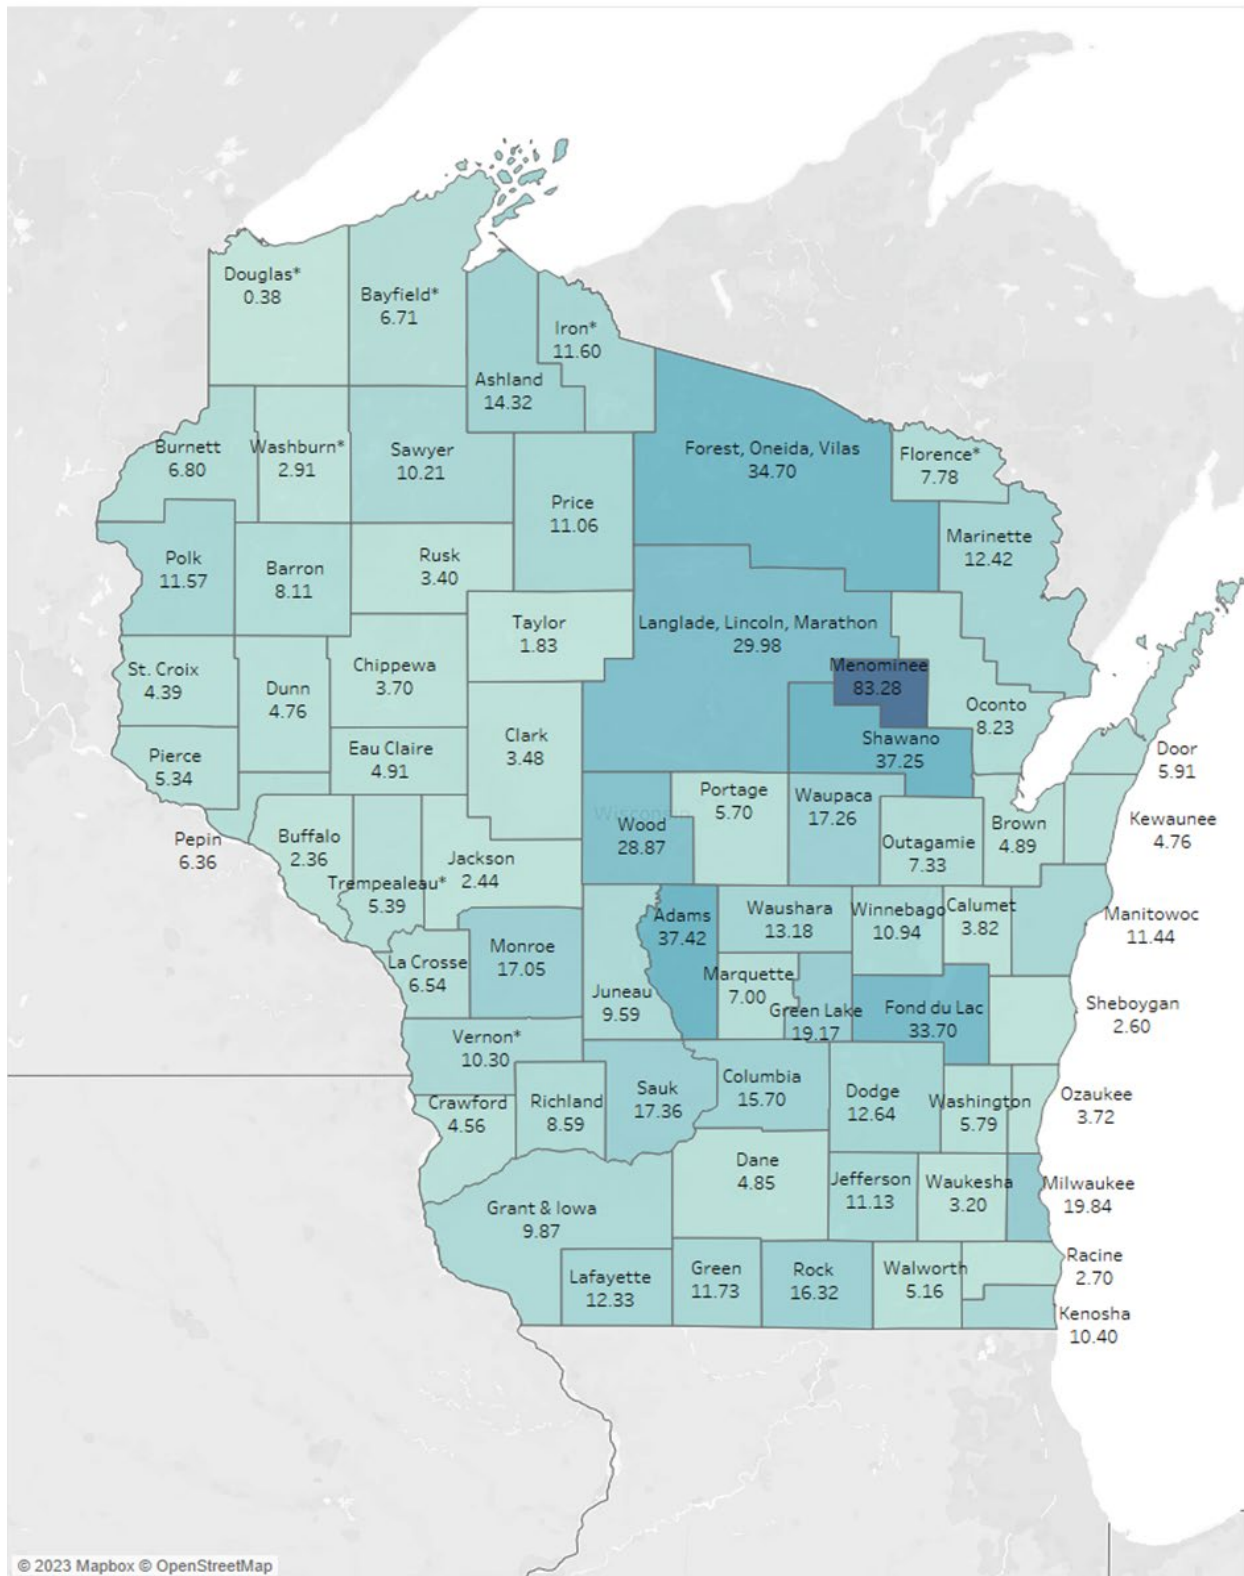 Douglas*
0.38
Bayfield*
6.71
Iron*
11.60
Ashland
14.32
Burnett
6.80
Washburn*
2.91
Sawyer
10.21
Price
11.06
Forest, Oneida, Vilas
34.70
Florence*
7.78
Marinette
12.42
Polk
11.57
Barron
8.11
Rusk
3.40
Taylor
1.83
Langlade, Lincoln, Marathon
29.98
Menominee
83.28
Oconto
8.23
St. Croix
4.39
Dunn
4.76
Chippewa
3.70
Clark
3.48
Shawano
37.25
Door
5.91
Pierce
5.34
Eau Claire
4.91
Wisconsin
Wood
28.87
Portage
5.70
Waupaca
17.26
Outagamie
7.33
Brown
4.89
Kewaunee
4.76
Pepin
6.36
Buffalo
2.36
Trempealeau*
5.39
Jackson
2.44
Adams
37.42
Waushara
13.18
Winnebago
10.94
Calumet
3.82
Manitowoc
11.44
La Crosse
6.54
Monroe
17.05
Juneau
9.59
Marquette
7.00
Green Lake
19.17
Fond du Lac
33.70
Sheboygan
2.60
Vernon*
10.30
Crawford
4.56
Richland
8.59
Sauk
17.36
Columbia
15.70
Dodge
12.64
Washington
5.79
Ozaukee
3.72
Grant & Iowa
9.87
Dane
4.85
Jefferson
11.13
Waukesha
3.20
Milwaukee
19.84
Lafayette
12.33
Green
11.73
Rock
16.32
Walworth
5.16
Racine
2.70
Kenosha
10.40
© 2023 Mapbox © OpenStreetMap